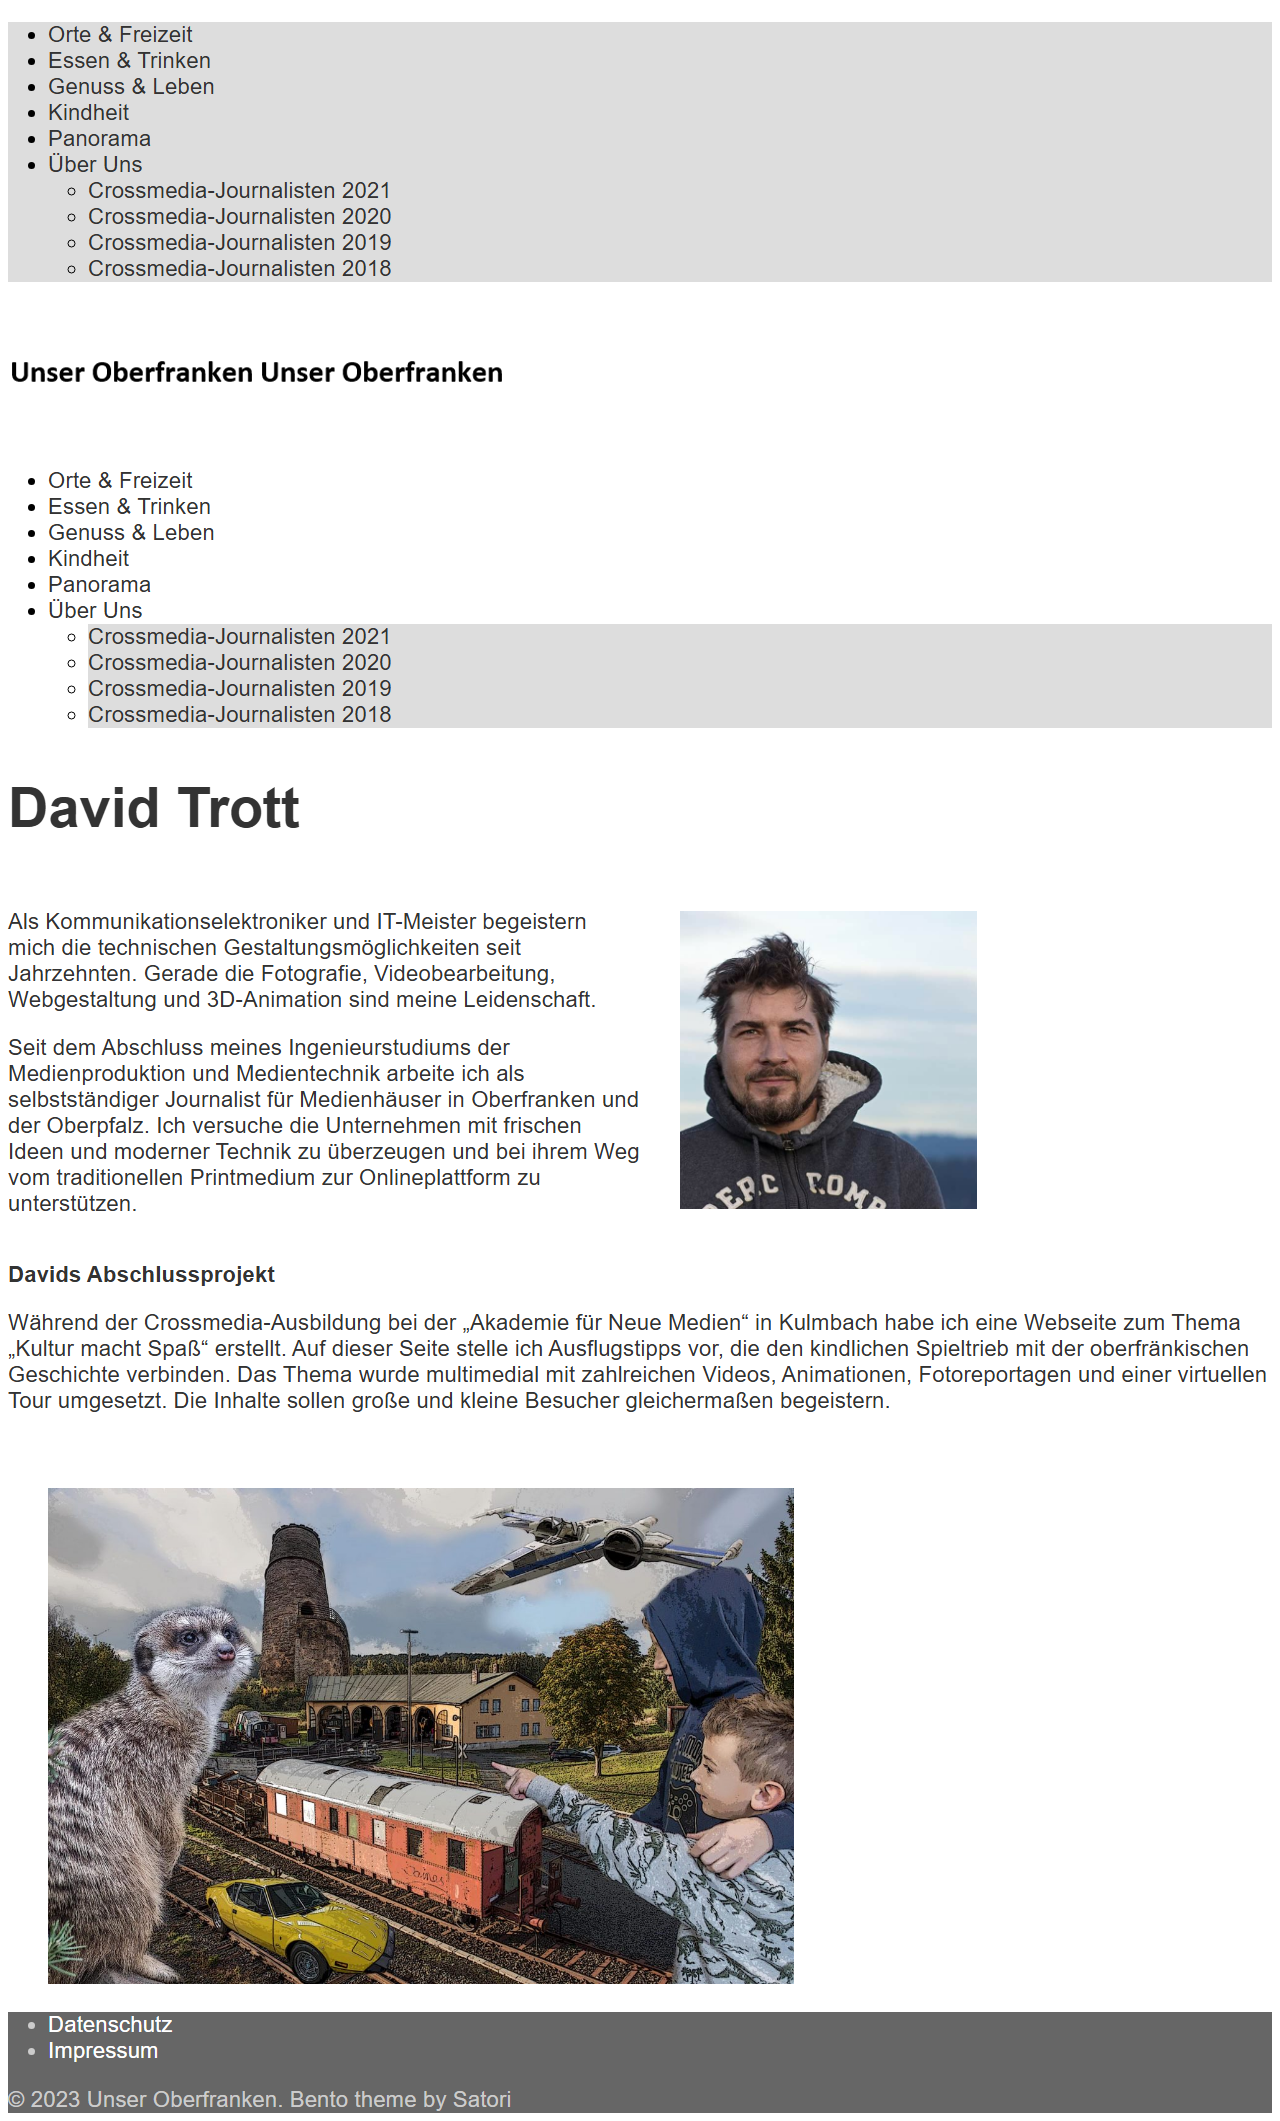 Orte & Freizeit
Essen & Trinken
Genuss & Leben
Kindheit
Panorama
Über Uns
Crossmedia-Journalisten 2021
Crossmedia-Journalisten 2020
Crossmedia-Journalisten 2019
Crossmedia-Journalisten 2018
Unser Oberfranken Unser Oberfranken
Orte & Freizeit
Essen & Trinken
Genuss & Leben
Kindheit
Panorama
Über Uns
Crossmedia-Journalisten 2021
Crossmedia-Journalisten 2020
Crossmedia-Journalisten 2019
Crossmedia-Journalisten 2018
David Trott
Als Kommunikationselektroniker und IT-Meister begeistern
mich die technischen Gestaltungsmöglichkeiten seit
Jahrzehnten. Gerade die Fotografie, Videobearbeitung,
Webgestaltung und 3D-Animation sind meine Leidenschaft.
Seit dem Abschluss meines Ingenieurstudiums der
Medienproduktion und Medientechnik arbeite ich als
selbstständiger Journalist für Medienhäuser in Oberfranken und
der Oberpfalz. Ich versuche die Unternehmen mit frischen
Ideen und moderner Technik zu überzeugen und bei ihrem Weg
vom traditionellen Printmedium zur Onlineplattform zu
unterstützen.
Davids Abschlussprojekt
Während der Crossmedia-Ausbildung bei der „Akademie für Neue Medien“ in Kulmbach habe ich eine Webseite zum Thema
„Kultur macht Spaß“ erstellt. Auf dieser Seite stelle ich Ausflugstipps vor, die den kindlichen Spieltrieb mit der oberfränkischen
Geschichte verbinden. Das Thema wurde multimedial mit zahlreichen Videos, Animationen, Fotoreportagen und einer virtuellen
Tour umgesetzt. Die Inhalte sollen große und kleine Besucher gleichermaßen begeistern.
Datenschutz
Impressum
© 2023 Unser Oberfranken. Bento theme by Satori